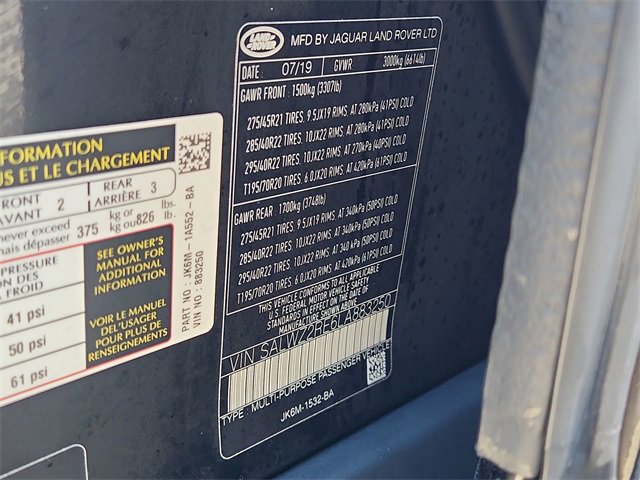 FORMATION
US ET LE CHARGEMENT
FRONT
AVANT 2
REAR
ARRIÈRE 3
never exceed
mais dépasser 375 kg or kg ou 826 lb. lb.
PRESSURE
ION DES
À FROID
41 psi
50 psi
61 psi
SEE OWNER'S
MANUAL FOR
ADDITIONAL
INFORMATION
VOIR LE MANUEL
DE L'USAGER
POUR PLUS DE
RENSEIGNEMENTS
PART NO : JK6M - 1A552 - BA
VIN : 883250
LAND ROVER
MFD BY JAGUAR LAND ROVER LTD
DATE : 07/19 GVWR 3000kg (6614lb)
GAWR FRONT : 1500kg (3307lb)
275/45R21 TIRES. 9.5JX19 RIMS. AT 280kPa (41PSI) COLD
285/40R22 TIRES. 10JX22 RIMS. AT 280kPa (41PSI) COLD
295/40R22 TIRES. 10JX22 RIMS. AT 270kPa (40PSI) COLD
T195/70R20 TIRES. 6.0JX20 RIMS. AT 420kPa (61PSI) COLD
GAWR REAR : 1700kg (3748lb)
275/45R21 TIRES. 9.5JX19 RIMS. AT 340kPa (50PSI) COLD
285/40R22 TIRES. 10JX22 RIMS. AT 340 kPa (50PSI) COLD
295/40R22 TIRES. 10JX22 RIMS. AT 340kPa (50PSI) COLD
T195/70R20 TIRES. 6.0JX20 RIMS. AT 420kPa (61PSI) COLD
THIS VEHICLE CONFORMS TO ALL APPLICABLE
U.S. FEDERAL MOTOR VEHICLE SAFETY
STANDARDS IN EFFECT ON THE DATE OF
MANUFACTURE SHOWN ABOVE
VIN SALWZ2RE6LA883250
TYPE : MULTI-PURPOSE PASSENGER VEHICLE
JK6M-1532-BA